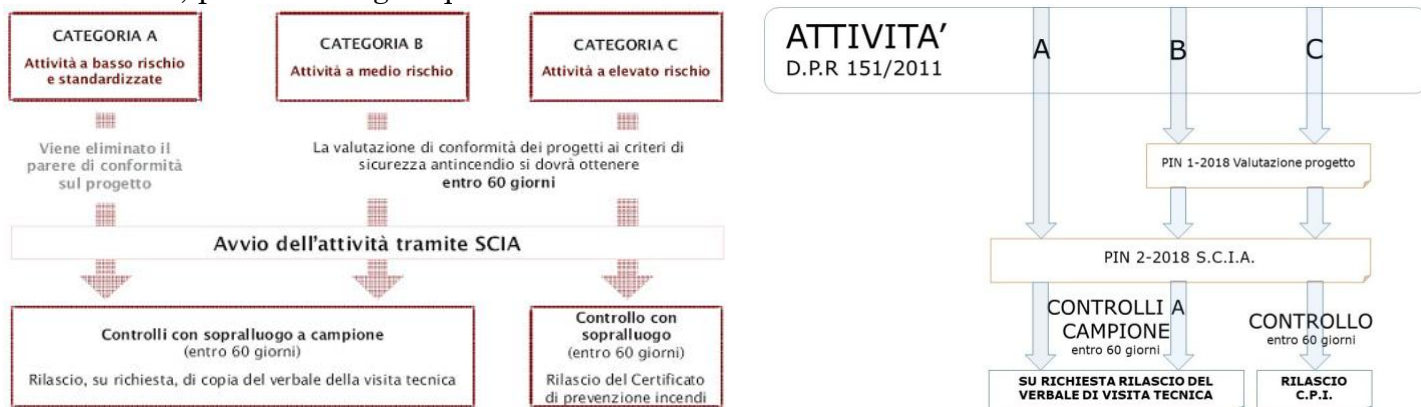 CATEGORIA A
Attività a basso rischio
e standardizzate
CATEGORIA B
Attività a medio rischio
CATEGORIA C
Attività a elevato rischio
Viene eliminato il
parere di conformità
sul progetto
La valutazione di conformità dei progetti ai criteri di
sicurezza antincendio si dovrà ottenere
entro 60 giorni
Avvio dell'attività tramite SCIA
Controlli con sopralluogo a campione
(entro 60 giorni)
Rilascio, su richiesta, di copia del verbale della visita tecnica
Controllo con
sopralluogo
(entro 60 giorni)
Rilascio del Certificato
di prevenzione incendi
ATTIVITA'
D.P.R 151/2011
A
B
C
PIN 1-2018 Valutazione progetto
PIN 2-2018 S.C.I.A.
CONTROLLI A
CAMPIONE
entro 60 giorni
CONTROLLO
entro 60 giorni
SU RICHIESTA RILASCIO DEL
VERBALE DI VISITA TECNICA
RILASCIO
C.P.I.